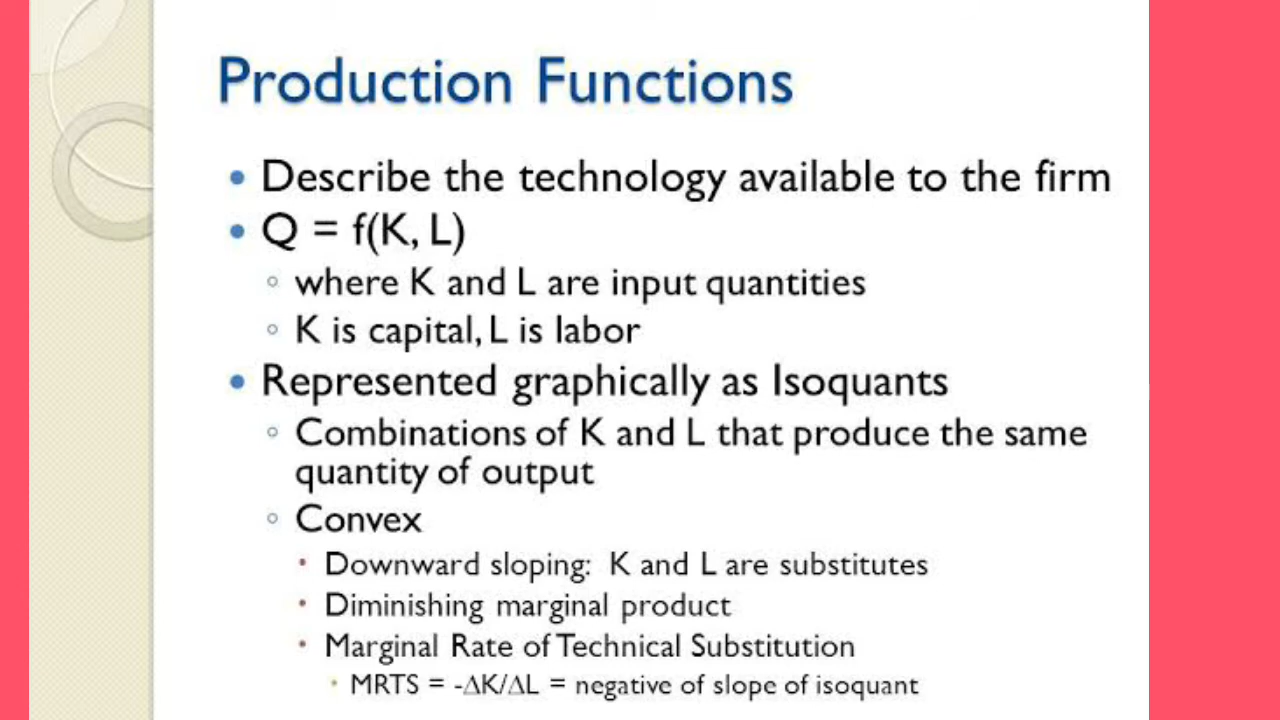 Production Functions
• Describe the technology available to the firm
• Q = f(K, L)
◦ where K and L are input quantities
◦ K is capital, L is labor
• Represented graphically as Isoquants
◦ Combinations of K and L that produce the same
quantity of output
◦ Convex
• Downward sloping: K and L are substitutes
• Diminishing marginal product
• Marginal Rate of Technical Substitution
• MRTS = -∆K/∆L = negative of slope of isoquant